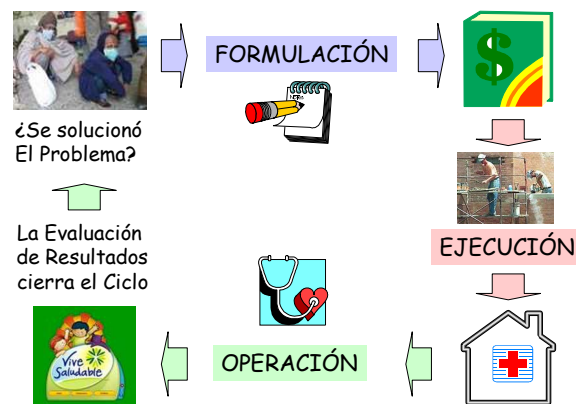 FORMULACIÓN
$
¿Se solucionó
El Problema?
La Evaluación
de Resultados
cierra el Ciclo
EJECUCIÓN
Vive
Saludable
OPERACIÓN